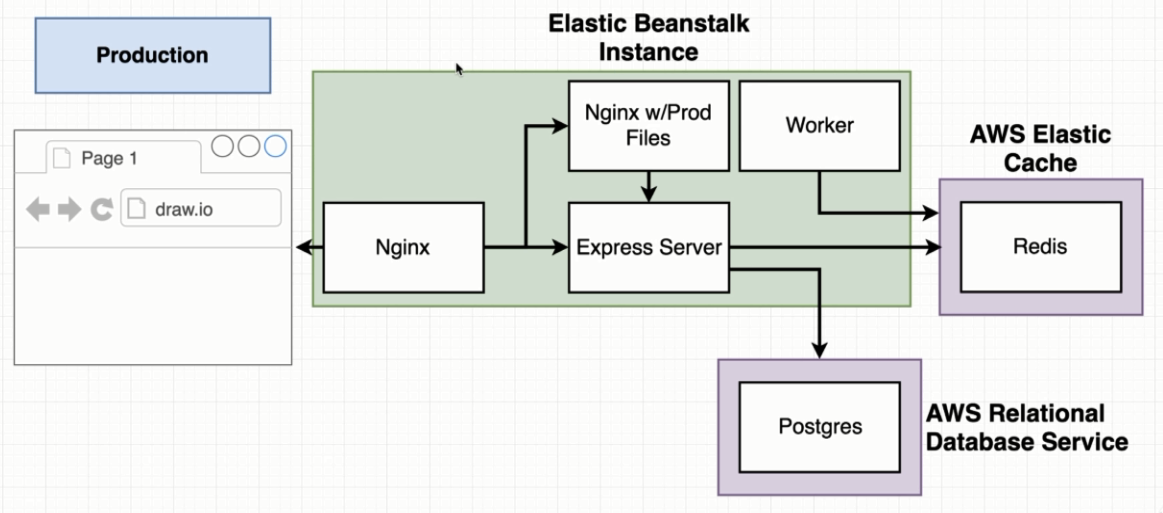 Production
Elastic Beanstalk
Instance
Page 1
draw.io
Nginx
Nginx w/Prod
Files
Worker
Express Server
AWS Elastic
Cache
Redis
Postgres
AWS Relational
Database Service